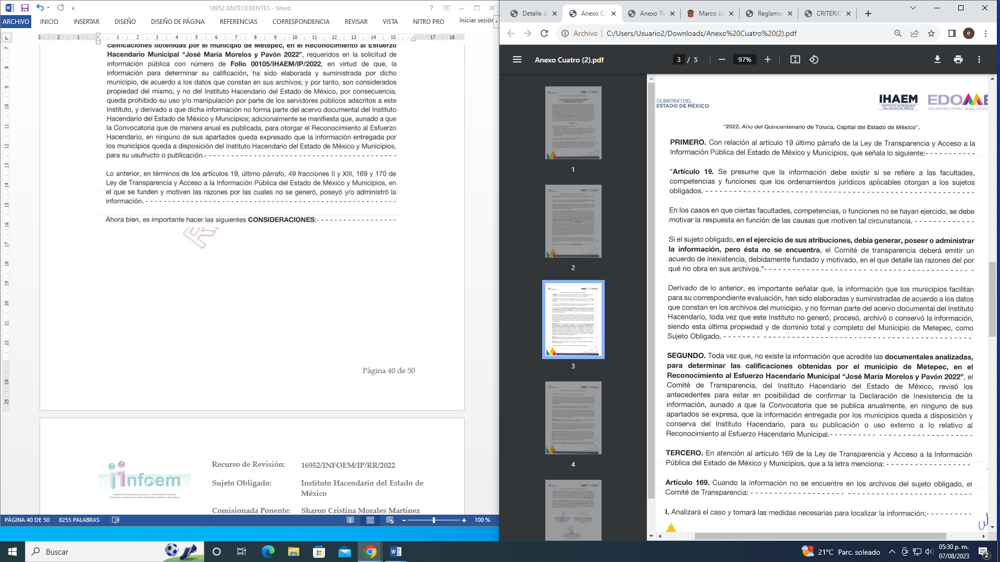 16952 ANTECEDENTES - Word
ARCHIVO INICIO INSERTAR DISEÑO DISEÑO DE PÁGINA REFERENCIAS CORRESPONDENCIA REVISAR VISTA NITRO PRO Iniciar sesión
calificaciones obtenidas por el municipio de Metepec, en el Reconocimiento al Esfuerzo
Hacendario Municipal “José María Morelos y Pavón 2022”, requeridos en la solicitud de
información pública con número de Folio 00105/IHAEM/IP/2022, en virtud de que, la
información para determinar su calificación, ha sido elaborada y suministrada por dicho
municipio, de acuerdo a los datos que constan en sus archivos; y por tanto, son considerados
propiedad del mismo, y no del Instituto Hacendario del Estado de México, por consecuencia,
queda prohibido su uso y/o manipulación por parte de los servidores públicos adscritos a este
Instituto, y derivado a que dicha información no forma parte del acervo documental del Instituto
Hacendario del Estado de México y Municipios; adicionalmente se manifiesta que, aunado a que
la Convocatoria que de manera anual es publicada, para otorgar el Reconocimiento al Esfuerzo
Hacendario, en ninguno de sus apartados queda expresado que la información entregada por
los municipios queda a disposición del Instituto Hacendario del Estado de México y Municipios,
para su usufructo o publicación.- - - - - - - - - - - - - - - - - - - - - - - - - - - - - - - - - - - - - - - - - - - - - - - - - -
Lo anterior, en términos de los artículos 19, último párrafo, 49 fracciones II y XIII, 169 y 170 de
Ley de Transparencia y Acceso a la Información Pública del Estado de México y Municipios, en
el que se funden y motiven las razones por las cuales no se generó, poseyó y/o administró la
información. - - - - - - - - - - - - - - - - - - - - - - - - - - - - - - - - - - - - - - - - - - - - - - - - - - - - - - - - - - - - - - -
Ahora bien, es importante hacer las siguientes CONSIDERACIONES:- - - - - - - - - - - - - - - - - - - -
Página 40 de 50
infoem
Instituto de Transparencia, Acceso a la Información Pública y
Protección de Datos Personales del Estado de México y Municipios
Recurso de Revisión: 16952/INFOEM/IP/RR/2022
Sujeto Obligado: Instituto Hacendario del Estado de
México
Comisionada Ponente: Sharon Cristina Morales Martínez
PÁGINA 40 DE 50 8255 PALABRAS 100 %
Detalle d Anexo Cu Anexo Tr Marco Ju Reglame CRITERIO
Archivo C:/Users/Usuario2/Downloads/Anexo%20Cuatro%20(2).pdf
e
Anexo Cuatro (2).pdf 3 / 5 97%
1
2
3
4
GOBIERNO DEL
ESTADO DE MÉXICO
IHAEM
INSTITUTO HACENDARIO
DEL ESTADO DE MÉXICO
EDOMÉ
DECISIONES FIRMES, RESULTADOS
“2022. Año del Quincentenario de Toluca, Capital del Estado de México”.
PRIMERO. Con relación al artículo 19 último párrafo de la Ley de Transparencia y Acceso a la
Información Pública del Estado de México y Municipios, que señala lo siguiente:- - - - - - - - - - - -
“Artículo 19. Se presume que la información debe existir si se refiere a las facultades,
competencias y funciones que los ordenamientos jurídicos aplicables otorgan a los sujetos
obligados. - - - - - - - - - - - - - - - - - - - - - - - - - - - - - - - - - - - - - - - - - - - - - - - - - - - - - - - - - - - - - - - - -
En los casos en que ciertas facultades, competencias, o funciones no se hayan ejercido, se debe
motivar la respuesta en función de las causas que motiven tal circunstancia. - - - - - - - - - - - - - - -
Si el sujeto obligado, en el ejercicio de sus atribuciones, debía generar, poseer o administrar
la información, pero ésta no se encuentra, el Comité de transparencia deberá emitir un
acuerdo de inexistencia, debidamente fundado y motivado, en el que detalle las razones del por
qué no obra en sus archivos.”- - - - - - - - - - - - - - - - - - - - - - - - - - - - - - - - - - - - - - - - - - - - - - - - - - -
Derivado de lo anterior, es importante señalar que, la información que los municipios facilitan
para su correspondiente evaluación, han sido elaboradas y suministradas de acuerdo a los datos
que constan en los archivos del municipio, y no forman parte del acervo documental del Instituto
Hacendario, toda vez que este Instituto no generó, procesó, archivó o conservó la información,
siendo esta última propiedad y de dominio total y completo del Municipio de Metepec, como
Sujeto Obligado. - - - - - - - - - - - - - - - - - - - - - - - - - - - - - - - - - - - - - - - - - - - - - - - - - - - - - - - - - - -
SEGUNDO. Toda vez que, no existe la información que acredite las documentales analizadas,
para determinar las calificaciones obtenidas por el municipio de Metepec, en el
Reconocimiento al Esfuerzo Hacendario Municipal “José María Morelos y Pavón 2022”, el
Comité de Transparencia, del Instituto Hacendario del Estado de México, revisó los
antecedentes para estar en posibilidad de confirmar la Declaración de Inexistencia de la
información, aunado a que la Convocatoria que se publica anualmente, en ninguno de sus
apartados se expresa, que la información entregada por los municipios queda a disposición y
conserva del Instituto Hacendario, para su publicación o uso externo a lo relativo al
Reconocimiento al Esfuerzo Hacendario Municipal.- - - - - - - - - - - - - - - - - - - - - - - - - - - - - - - - - -
TERCERO. En atención al artículo 169 de la Ley de Transparencia y Acceso a la Información
Pública del Estado de México y Municipios, que a la letra menciona: - - - - - - - - - - - - - - - - - - - - -
Artículo 169. Cuando la información no se encuentre en los archivos del sujeto obligado, el
Comité de Transparencia: - - - - - - - - - - - - - - - - - - - - - - - - - - - - - - - - - - - - - - - - - - - - - - - - - - - - -
I. Analizará el caso y tomará las medidas necesarias para localizar la información;- - - - - - - - - - -
Buscar
21°C Parc. soleado
05:30 p. m.
07/08/2023
2